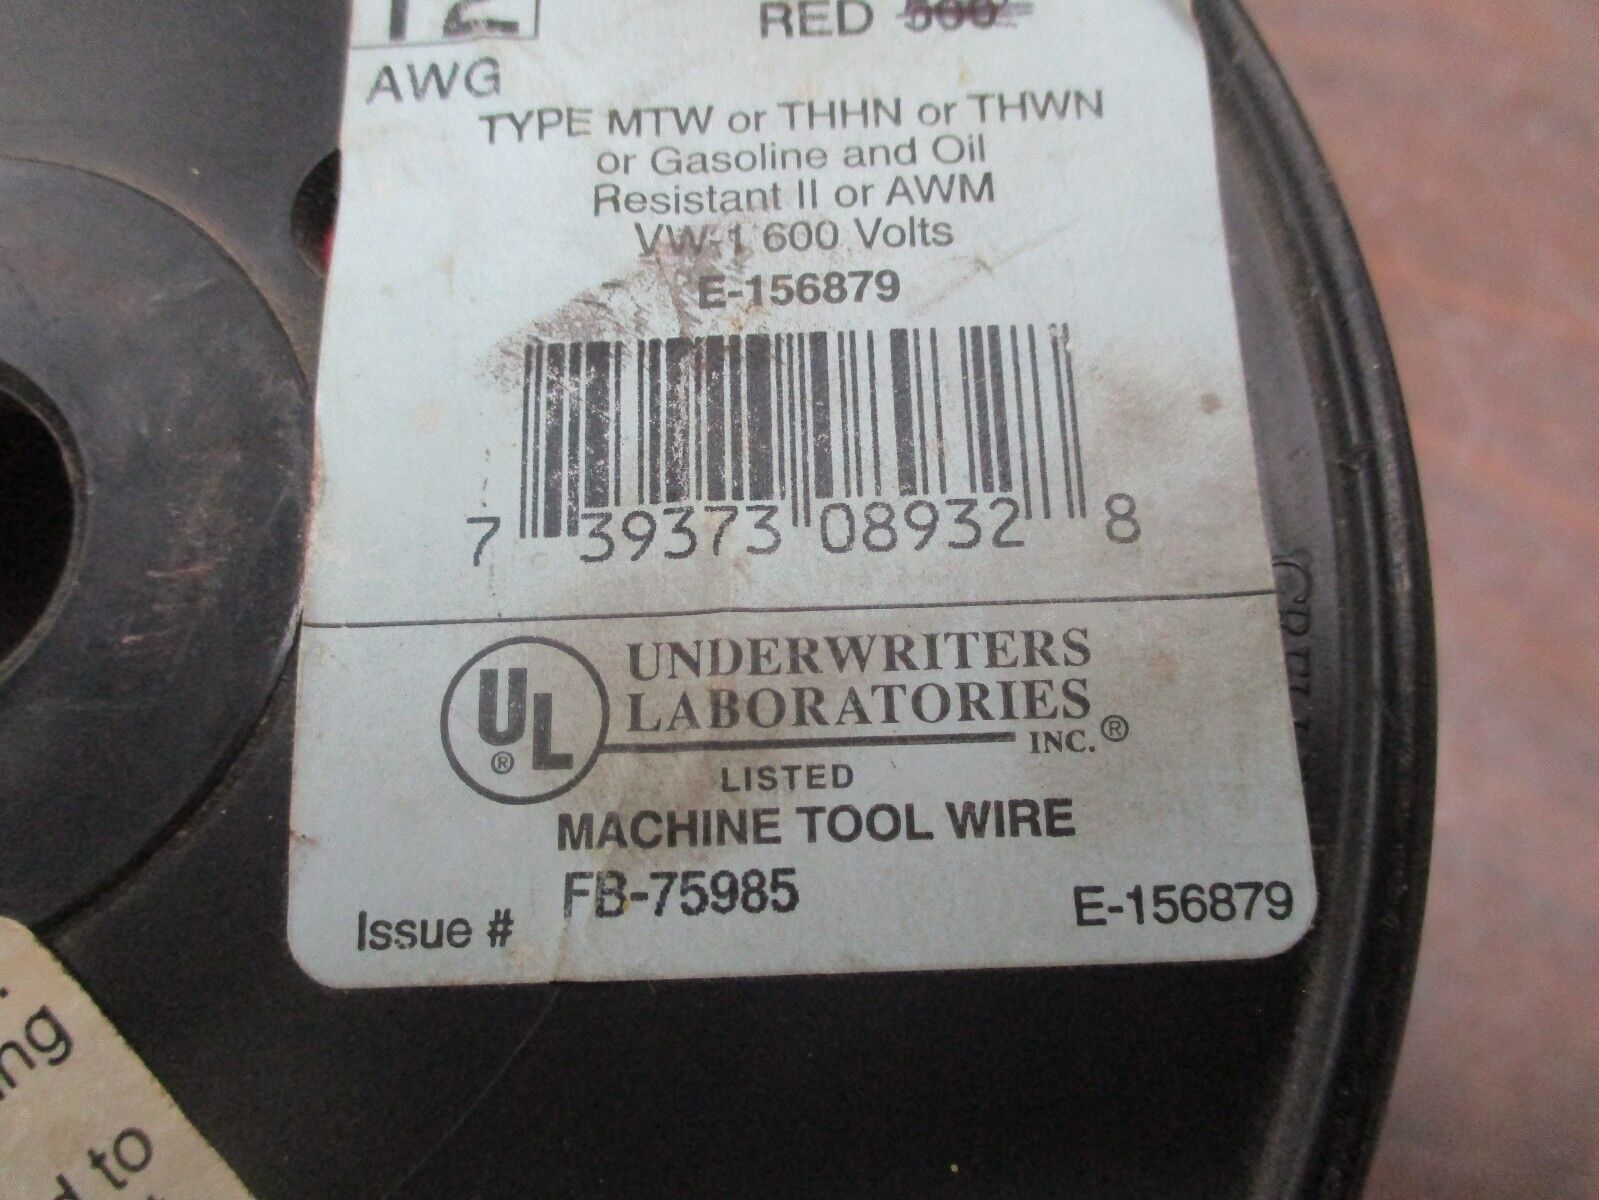 12
RED 500'
AWG
TYPE MTW or THHN or THWN
or Gasoline and Oil
Resistant II or AWM
VW-1 600 Volts
E-156879
7 39373 08932 8
UL
®
UNDERWRITERS
LABORATORIES
INC.®
LISTED
MACHINE TOOL WIRE
Issue # FB-75985 E-156879
ng
to